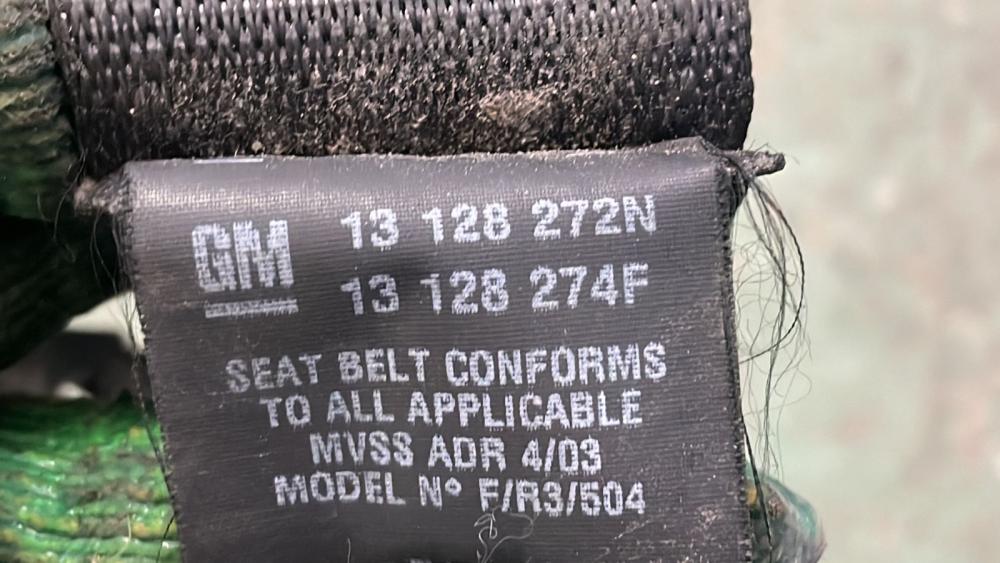 GM 13 128 272N
13 128 274F
SEAT BELT CONFORMS
TO ALL APPLICABLE
MVSS ADR 4/03
MODEL Nº F/R3/504